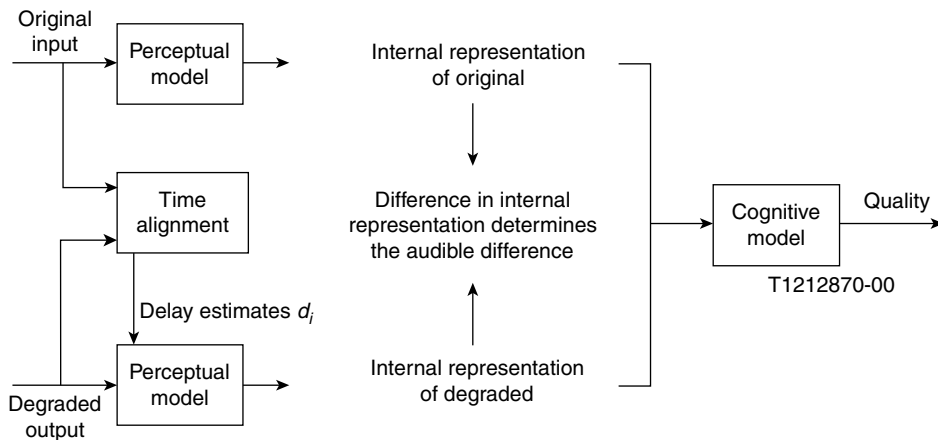 Original
input
Perceptual
model
Internal representation
of original
Time
alignment
Difference in internal
representation determines
the audible difference
Cognitive
model
Quality
T1212870-00
Delay estimates di
Perceptual
model
Internal representation
of degraded
Degraded
output